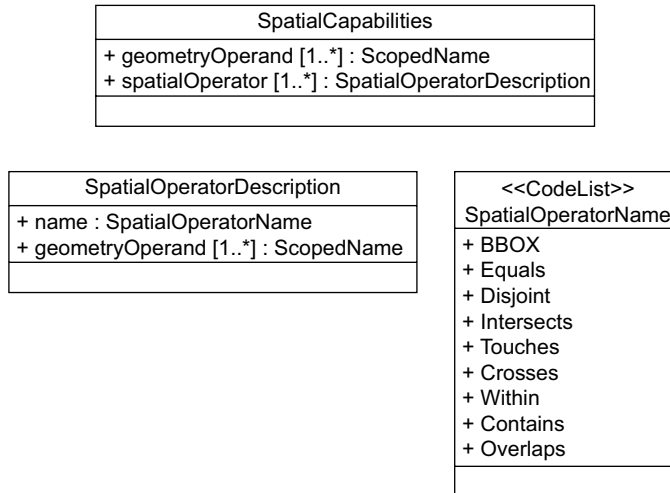 SpatialCapabilities
+ geometryOperand [1..*] : ScopedName
+ spatialOperator [1..*] : SpatialOperatorDescription
SpatialOperatorDescription
+ name : SpatialOperatorName
+ geometryOperand [1..*] : ScopedName
<<CodeList>>
SpatialOperatorName
+ BBOX
+ Equals
+ Disjoint
+ Intersects
+ Touches
+ Crosses
+ Within
+ Contains
+ Overlaps